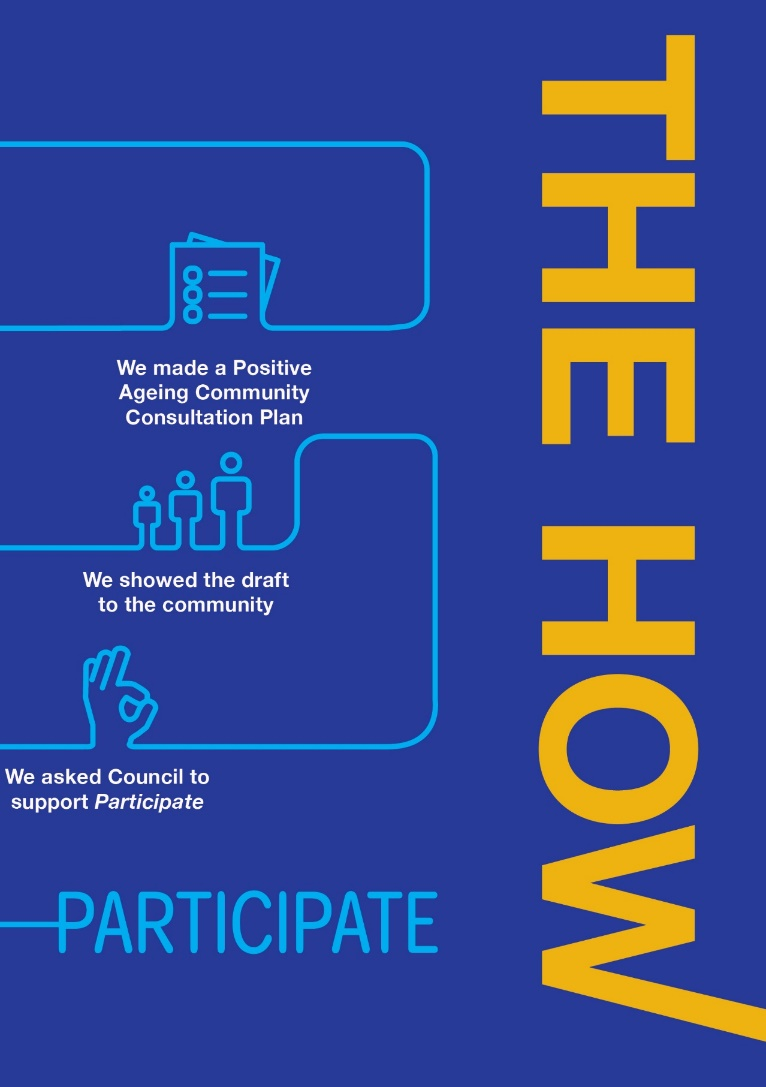 We made a Positive
Ageing Community
Consultation Plan
We showed the draft
to the community
We asked Council to
support Participate
PARTICIPATE
THE HOW